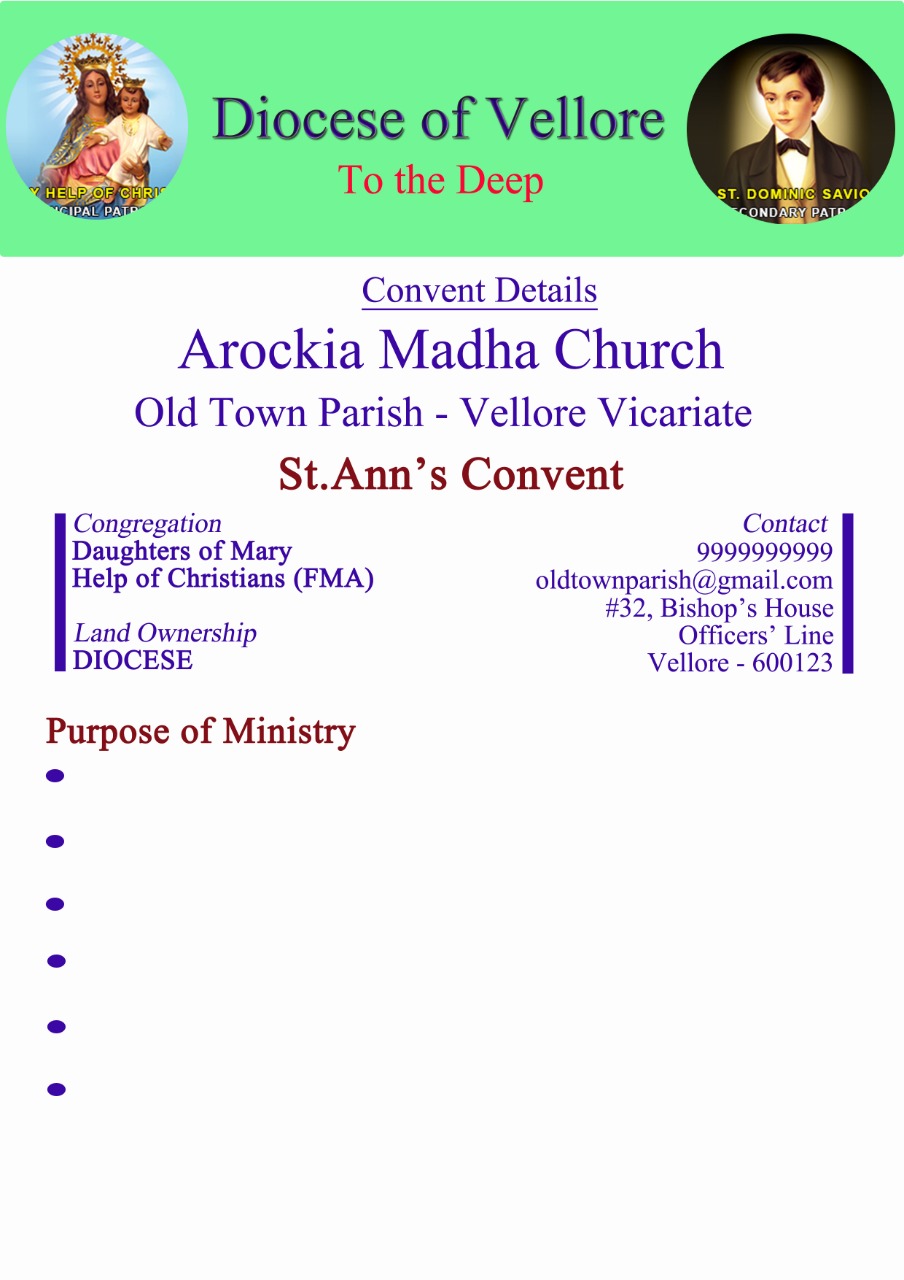 Diocese of Vellore
To the Deep
Y HELP OF CHRIS
CIPAL PATR
ST. DOMINIC SAVIO
ECONDARY PATR
Convent Details
Arockia Madha Church
Old Town Parish - Vellore Vicariate
St.Ann’s Convent
Congregation
Daughters of Mary
Help of Christians (FMA)
Land Ownership
DIOCESE
Contact
9999999999
oldtownparish@gmail.com
#32, Bishop’s House
Officers’ Line
Vellore - 600123
Purpose of Ministry